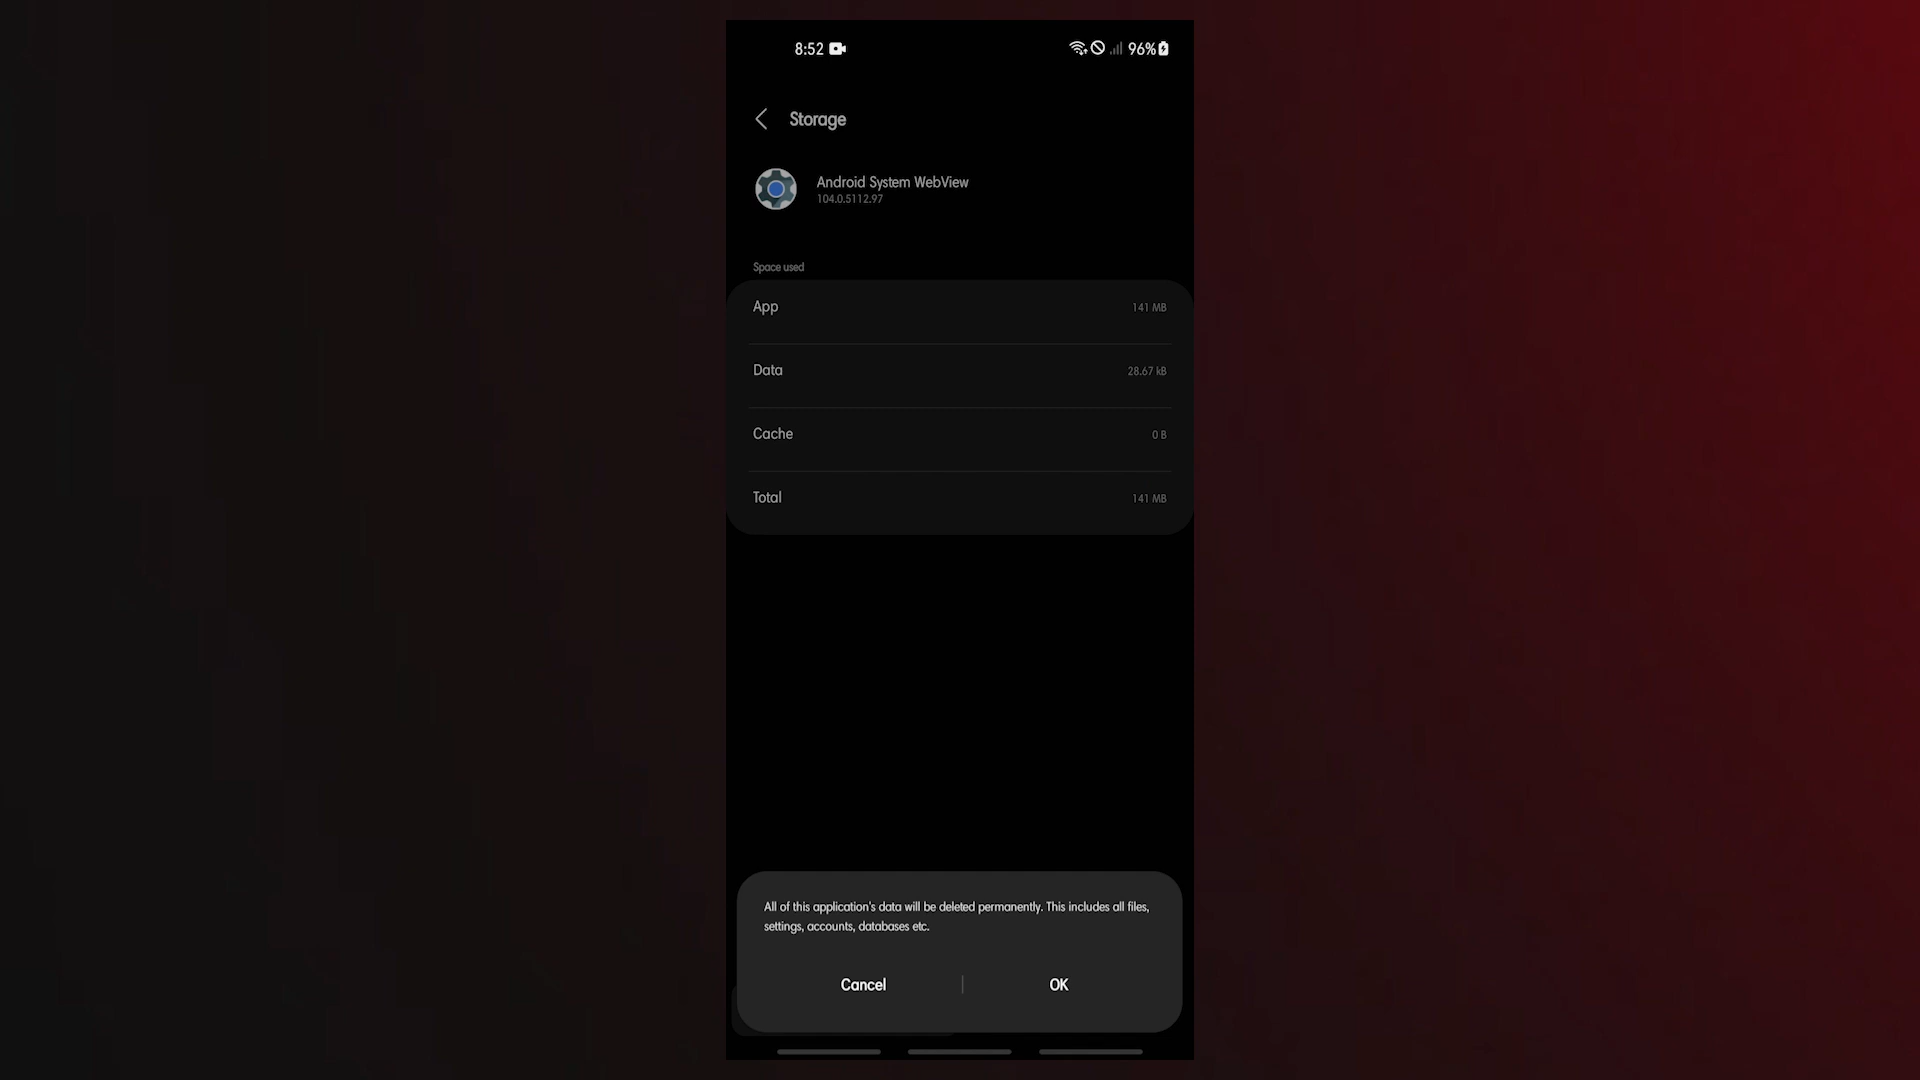 8:52
96%
Storage
Android System WebView
104.0.5112.97
Space used
App 141 MB
Data 28.67 kB
Cache 0 B
Total 141 MB
All of this application's data will be deleted permanently. This includes all files,
settings, accounts, databases etc.
Cancel OK